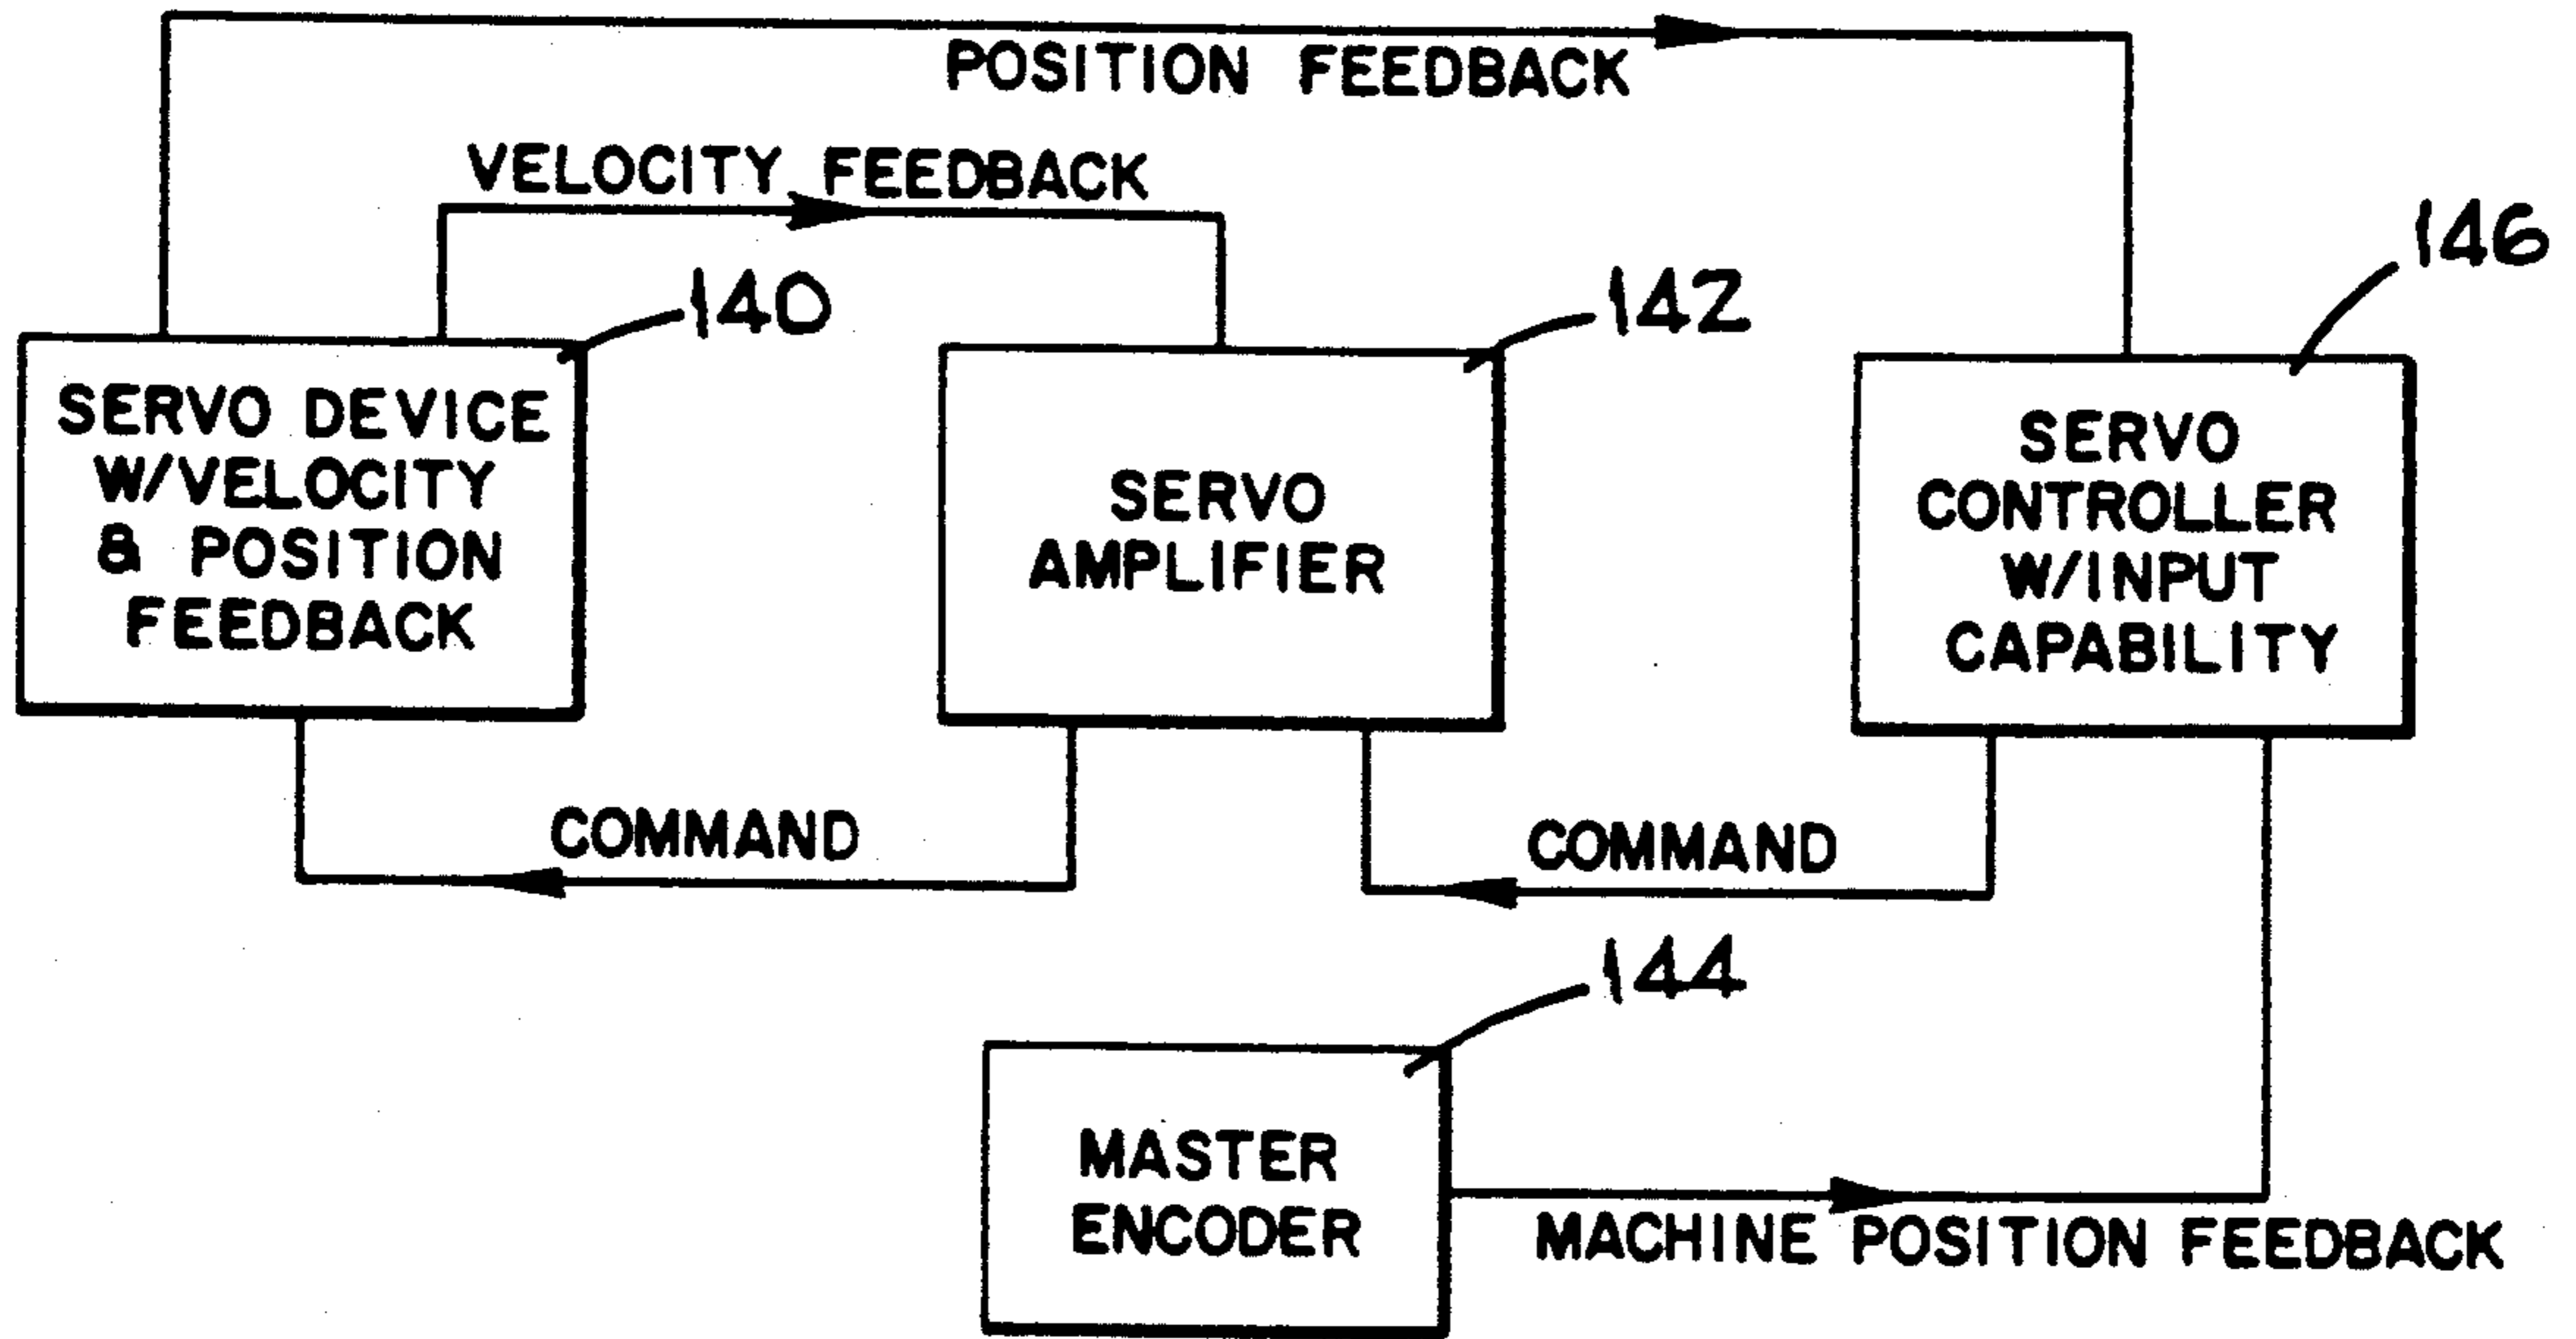 POSITION FEEDBACK
VELOCITY FEEDBACK
146
140
142
SERVO DEVICE
W/VELOCITY
& POSITION
FEEDBACK
SERVO
AMPLIFIER
SERVO
CONTROLLER
W/INPUT
CAPABILITY
COMMAND
COMMAND
144
MASTER
ENCODER
MACHINE POSITION FEEDBACK